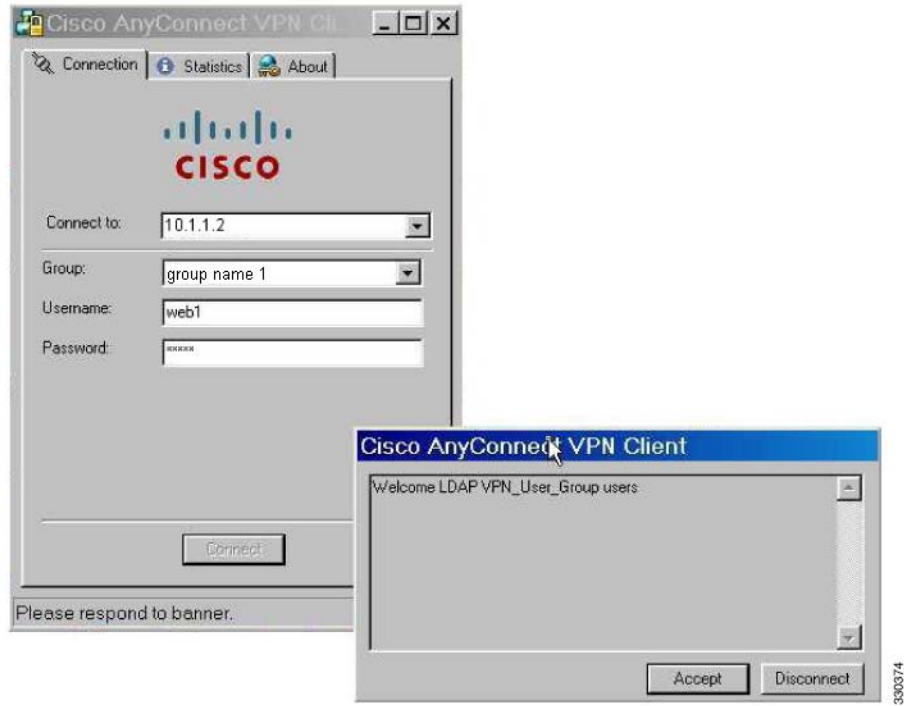 Cisco AnyConnect VPN Cli...
Connection
Statistics
About
CISCO
Connect to:
10.1.1.2
Group:
group name 1
Username:
web1
Password:
*****
Connect
Please respond to banner.
Cisco AnyConnect VPN Client
Welcome LDAP VPN_User_Group users
Accept
Disconnect
330374